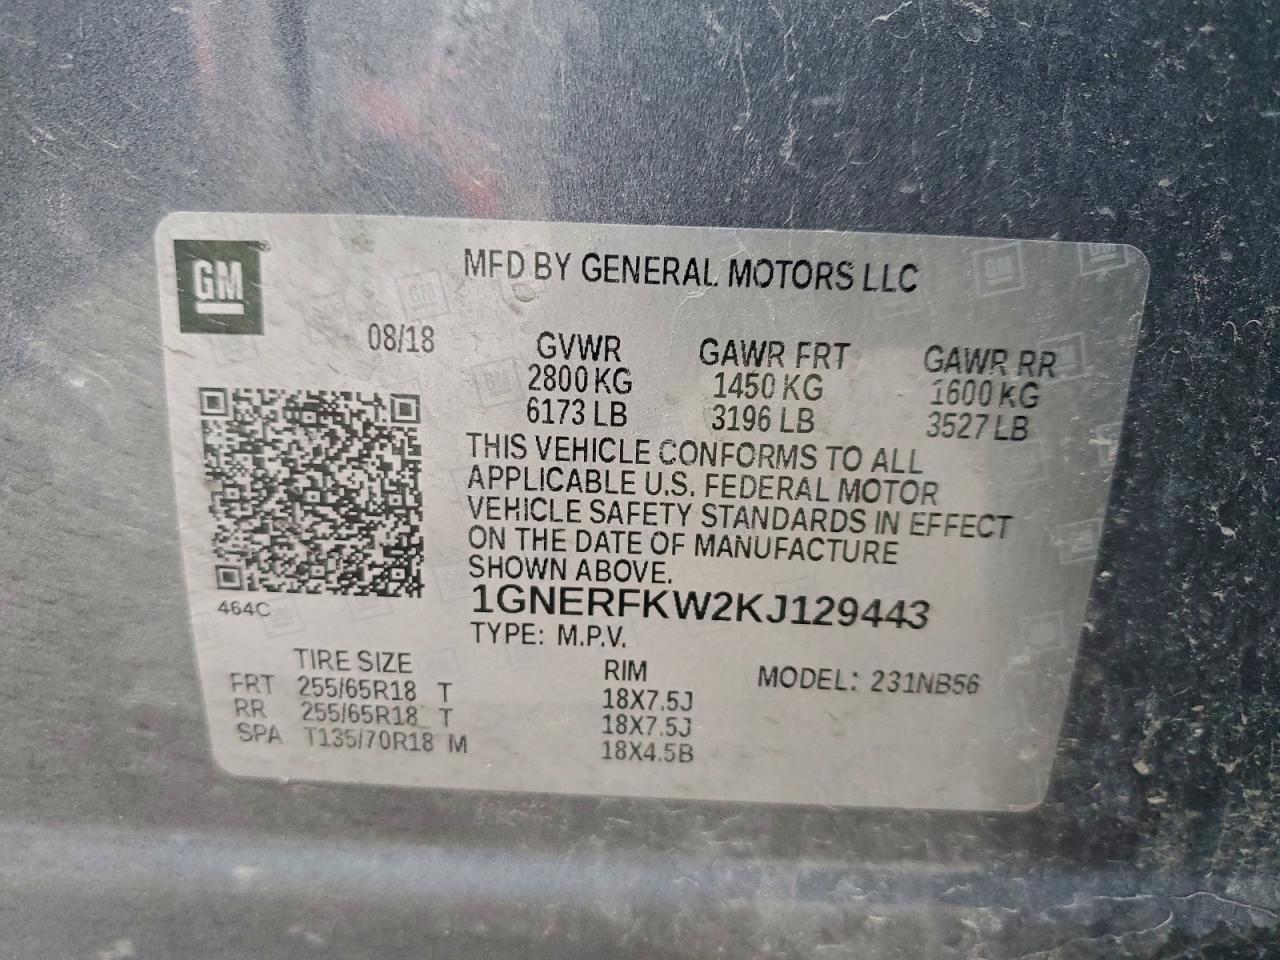 GM
MFD BY GENERAL MOTORS LLC
08/18
GVWR GAWR FRT GAWR RR
2800 KG 1450 KG 1600 KG
6173 LB 3196 LB 3527 LB
THIS VEHICLE CONFORMS TO ALL
APPLICABLE U.S. FEDERAL MOTOR
VEHICLE SAFETY STANDARDS IN EFFECT
ON THE DATE OF MANUFACTURE
SHOWN ABOVE.
464C
1GNERFKW2KJ129443
TYPE: M.P.V.
TIRE SIZE RIM MODEL: 231NB56
FRT 255/65R18 T 18X7.5J
RR 255/65R18 T 18X7.5J
SPA T135/70R18 M 18X4.5B